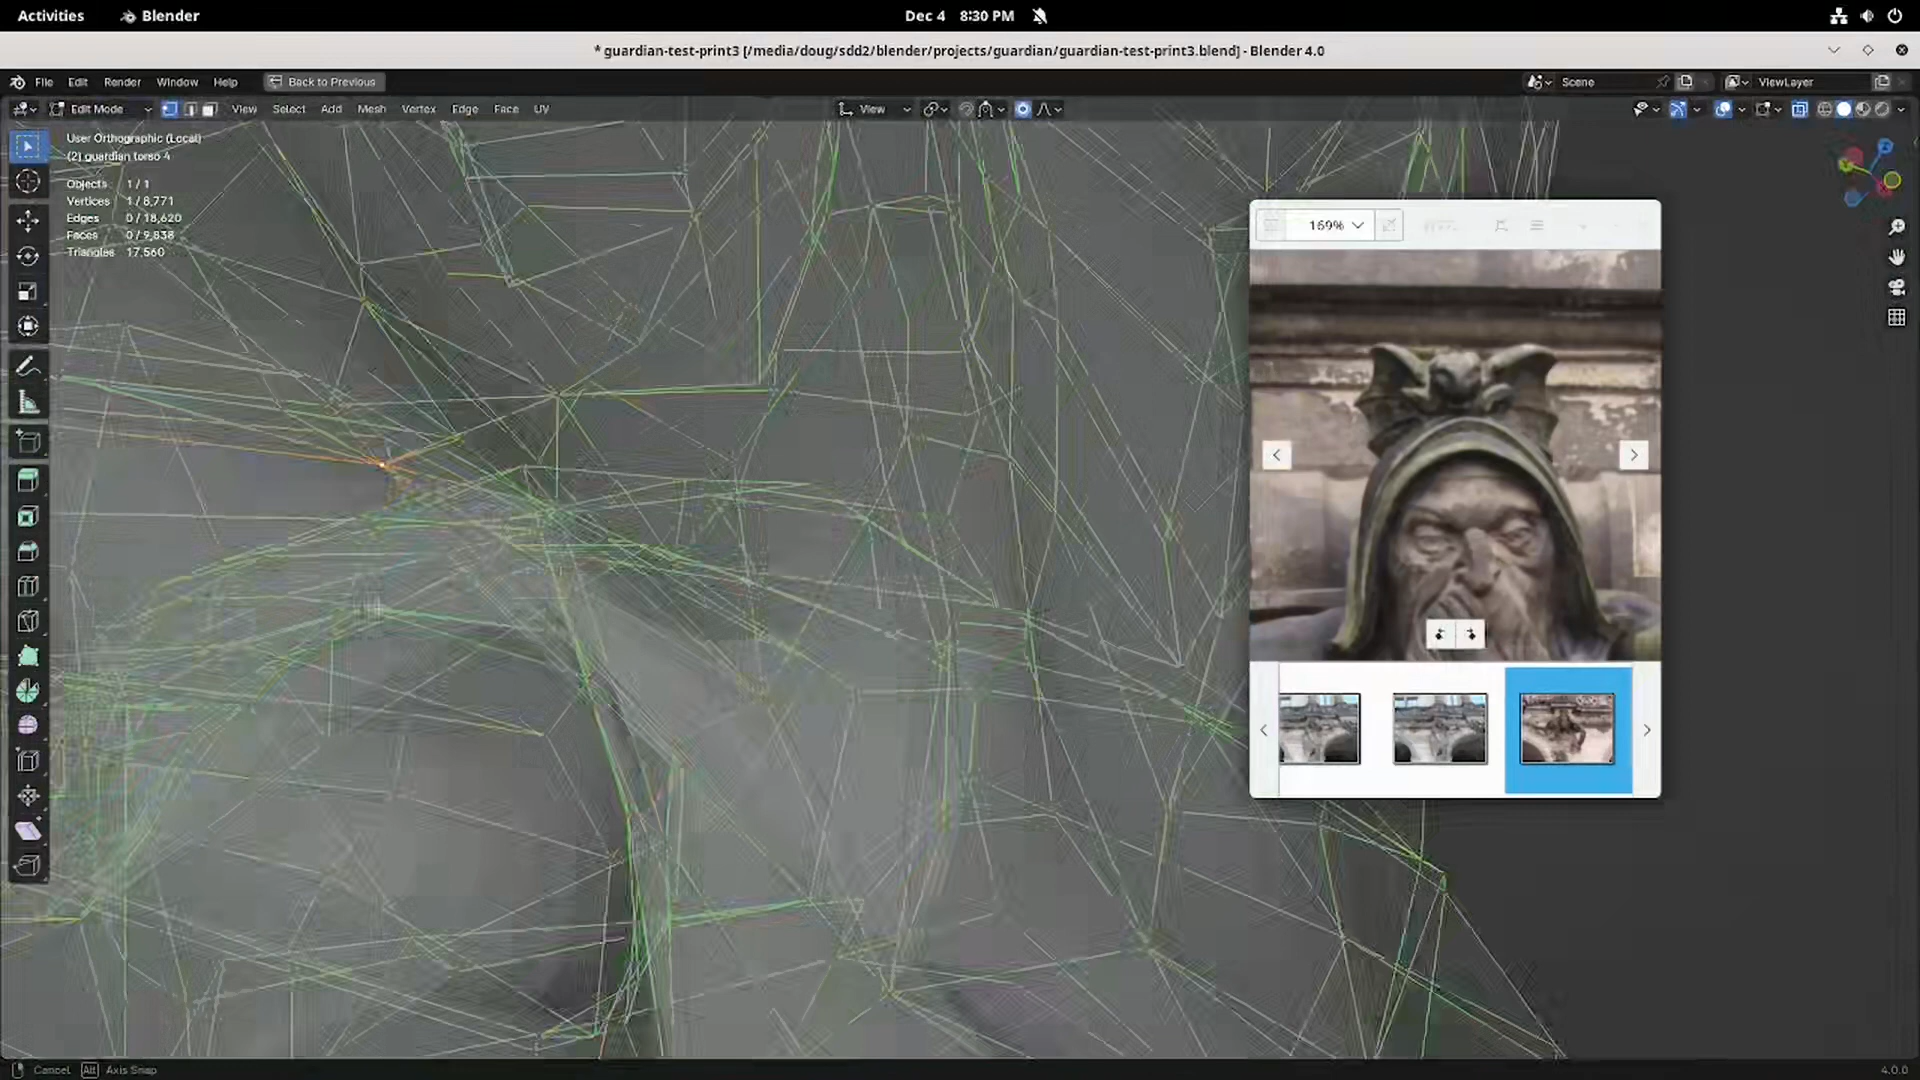 Activities Blender Dec 4 8:30 PM
* guardian-test-print3 [/media/doug/sdd2/blender/projects/guardian/guardian-test-print3.blend] - Blender 4.0
File Edit Render Window Help Back to Previous Scene ViewLayer
Edit Mode View Select Add Mesh Vertex Edge Face UV View
User Orthographic (Local)
(2) guardian torso 4
Objects 1 / 1
Vertices 1 / 8,771
Edges 0 / 18,620
Faces 0 / 9,838
Triangles 17,560
169%
Cancel Alt Axis Snap 4.0.0